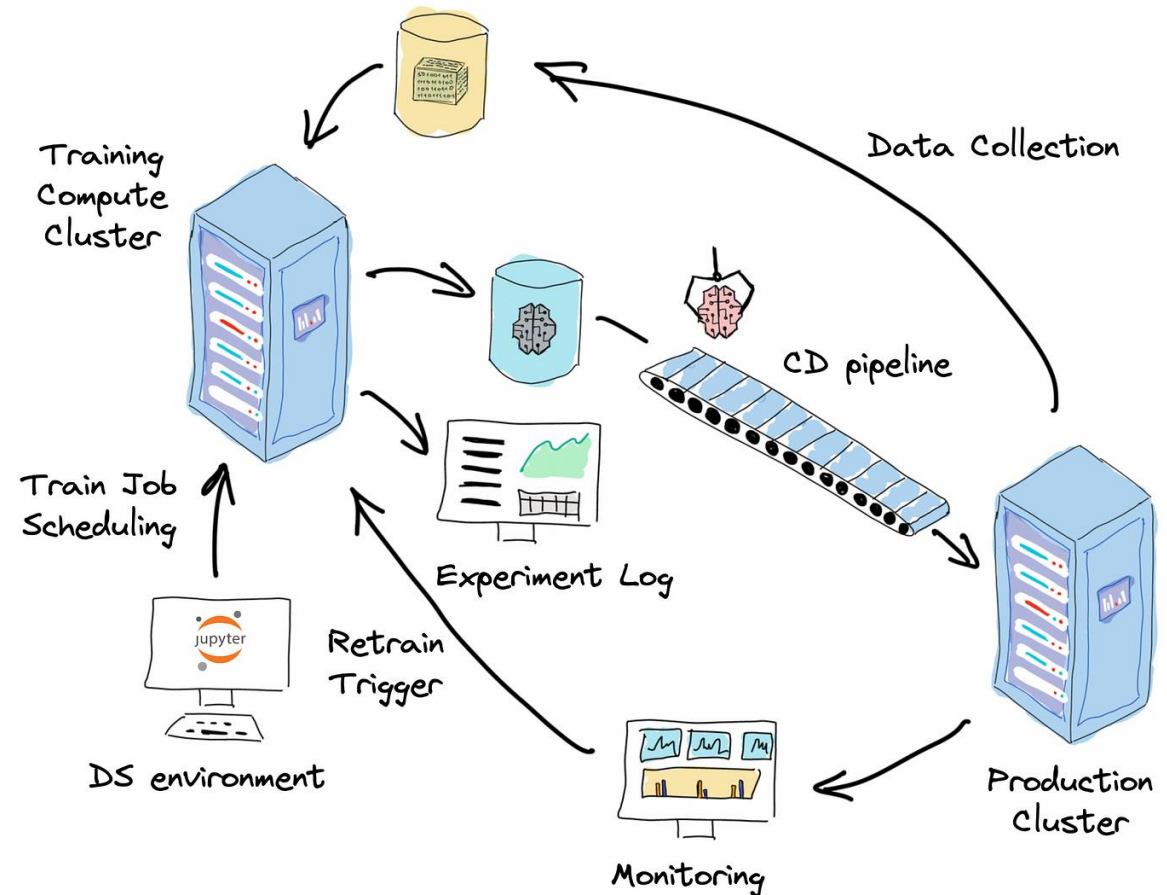 Data Collection
Training
Compute
Cluster
CD pipeline
Train Job
Scheduling
Experiment Log
jupyter
Retrain
Trigger
DS environment
Production
Cluster
Monitoring